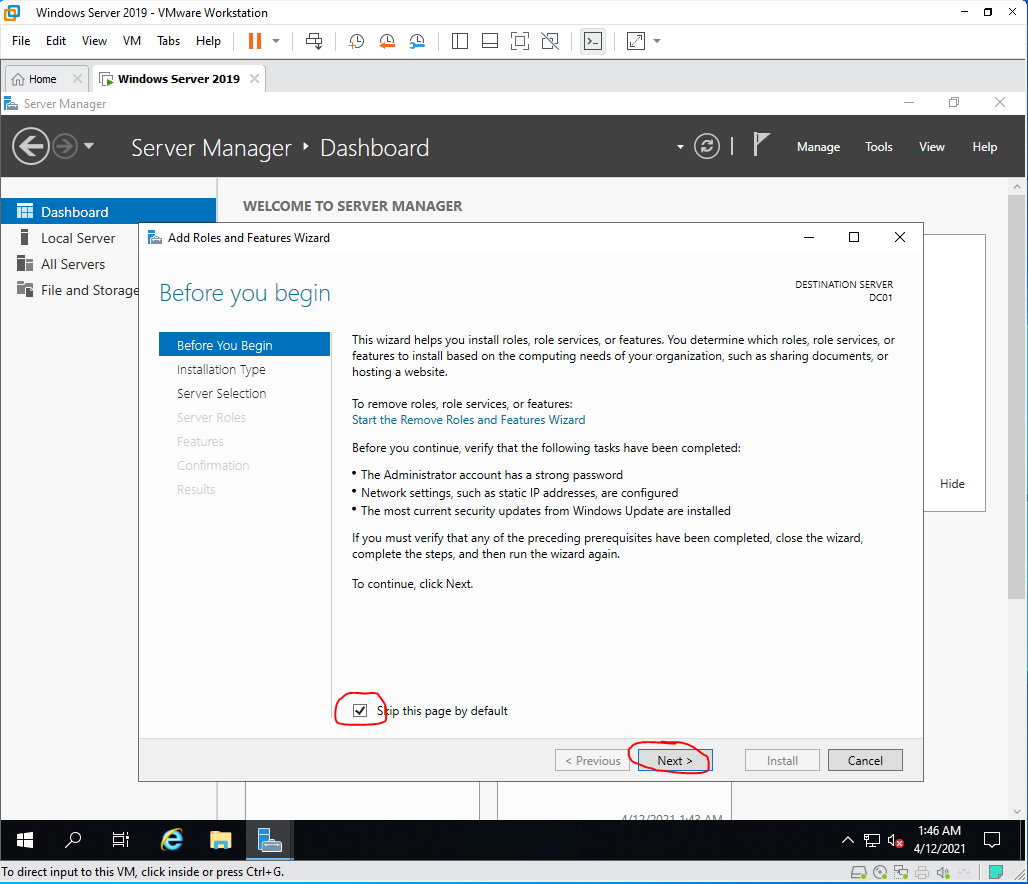 Windows Server 2019 - VMware Workstation
File Edit View VM Tabs Help
Home Windows Server 2019
Server Manager
Server Manager Dashboard
Manage Tools View Help
Dashboard
Local Server
All Servers
File and Storage
WELCOME TO SERVER MANAGER
Add Roles and Features Wizard
Before you begin
DESTINATION SERVER
DC01
Before You Begin
Installation Type
Server Selection
Server Roles
Features
Confirmation
Results
This wizard helps you install roles, role services, or features. You determine which roles, role services, or
features to install based on the computing needs of your organization, such as sharing documents, or
hosting a website.
To remove roles, role services, or features:
Start the Remove Roles and Features Wizard
Before you continue, verify that the following tasks have been completed:
• The Administrator account has a strong password
• Network settings, such as static IP addresses, are configured
• The most current security updates from Windows Update are installed
If you must verify that any of the preceding prerequisites have been completed, close the wizard,
complete the steps, and then run the wizard again.
To continue, click Next.
Skip this page by default
< Previous Next > Install Cancel
Hide
4/12/2021 1:43 AM
1:46 AM
4/12/2021
To direct input to this VM, click inside or press Ctrl+G.